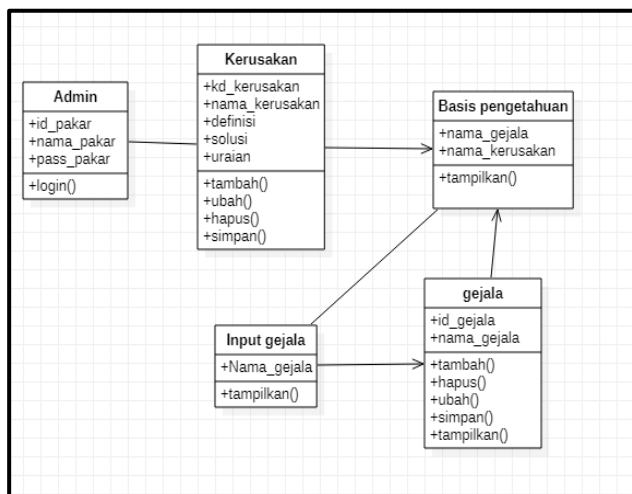 Admin
+id_pakar
+nama_pakar
+pass_pakar
+login()
Kerusakan
+kd_kerusakan
+nama_kerusakan
+definisi
+solusi
+uraian
+tambah()
+ubah()
+hapus()
+simpan()
Basis pengetahuan
+nama_gejala
+nama_kerusakan
+tampilkan()
Input gejala
+Nama_gejala
+tampilkan()
gejala
+id_gejala
+nama_gejala
+tambah()
+hapus()
+ubah()
+simpan()
+tampilkan()